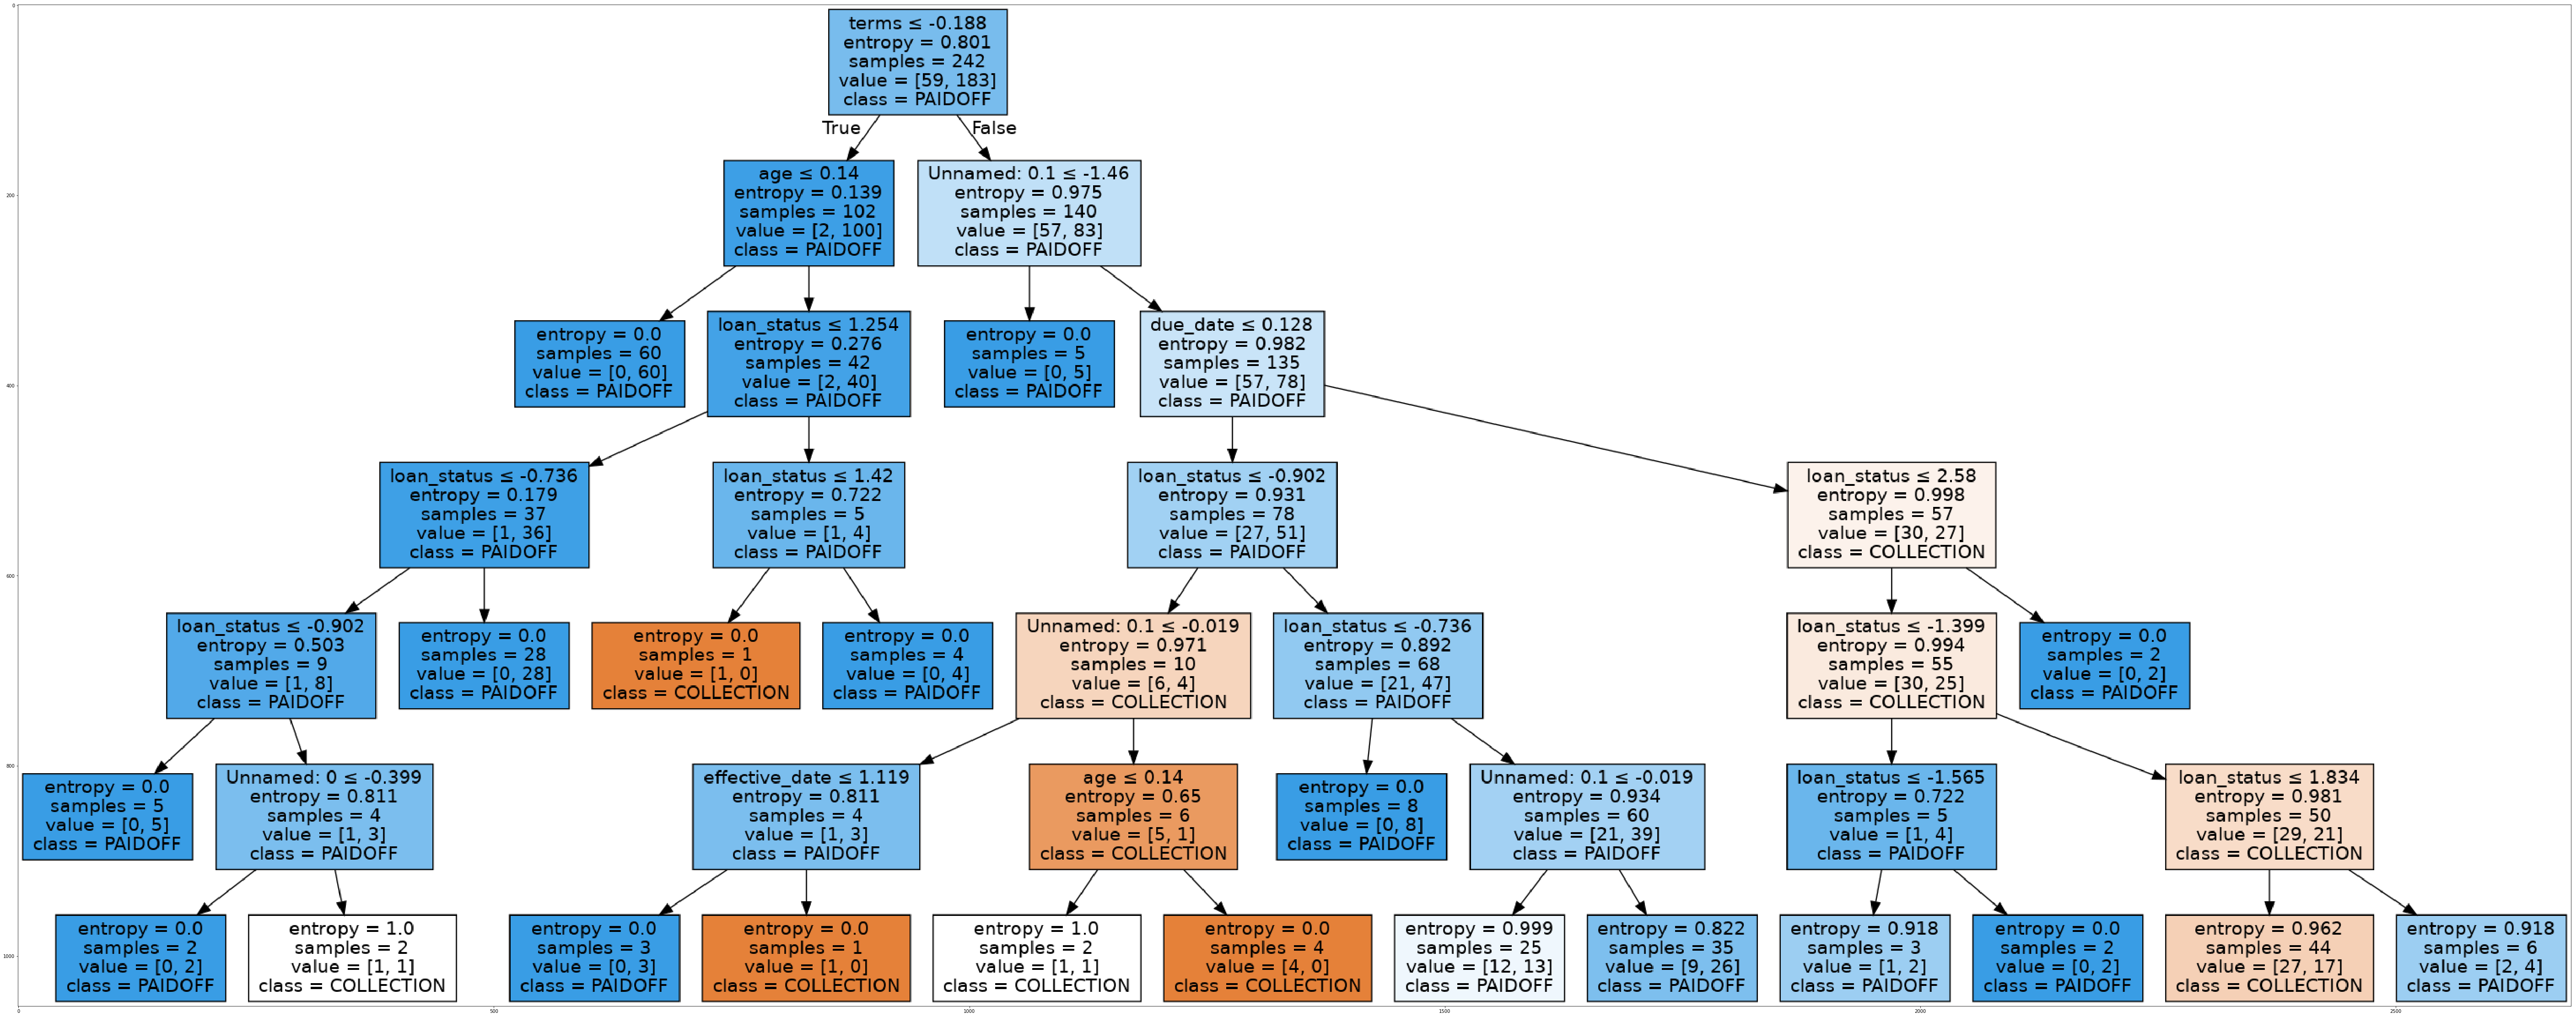 terms ≤ -0.188
entropy = 0.801
samples = 242
value = [59, 183]
class = PAIDOFF
True
False
age ≤ 0.14
entropy = 0.139
samples = 102
value = [2, 100]
class = PAIDOFF
Unnamed: 0.1 ≤ -1.46
entropy = 0.975
samples = 140
value = [57, 83]
class = PAIDOFF
entropy = 0.0
samples = 60
value = [0, 60]
class = PAIDOFF
loan_status ≤ 1.254
entropy = 0.276
samples = 42
value = [2, 40]
class = PAIDOFF
entropy = 0.0
samples = 5
value = [0, 5]
class = PAIDOFF
due_date ≤ 0.128
entropy = 0.982
samples = 135
value = [57, 78]
class = PAIDOFF
loan_status ≤ -0.736
entropy = 0.179
samples = 37
value = [1, 36]
class = PAIDOFF
loan_status ≤ 1.42
entropy = 0.722
samples = 5
value = [1, 4]
class = PAIDOFF
loan_status ≤ -0.902
entropy = 0.931
samples = 78
value = [27, 51]
class = PAIDOFF
loan_status ≤ 2.58
entropy = 0.998
samples = 57
value = [30, 27]
class = COLLECTION
loan_status ≤ -0.902
entropy = 0.503
samples = 9
value = [1, 8]
class = PAIDOFF
entropy = 0.0
samples = 28
value = [0, 28]
class = PAIDOFF
entropy = 0.0
samples = 1
value = [1, 0]
class = COLLECTION
entropy = 0.0
samples = 4
value = [0, 4]
class = PAIDOFF
Unnamed: 0.1 ≤ -0.019
entropy = 0.971
samples = 10
value = [6, 4]
class = COLLECTION
loan_status ≤ -0.736
entropy = 0.892
samples = 68
value = [21, 47]
class = PAIDOFF
loan_status ≤ -1.399
entropy = 0.994
samples = 55
value = [30, 25]
class = COLLECTION
entropy = 0.0
samples = 2
value = [0, 2]
class = PAIDOFF
entropy = 0.0
samples = 5
value = [0, 5]
class = PAIDOFF
Unnamed: 0 ≤ -0.399
entropy = 0.811
samples = 4
value = [1, 3]
class = PAIDOFF
effective_date ≤ 1.119
entropy = 0.811
samples = 4
value = [1, 3]
class = PAIDOFF
age ≤ 0.14
entropy = 0.65
samples = 6
value = [5, 1]
class = COLLECTION
entropy = 0.0
samples = 8
value = [0, 8]
class = PAIDOFF
Unnamed: 0.1 ≤ -0.019
entropy = 0.934
samples = 60
value = [21, 39]
class = PAIDOFF
loan_status ≤ -1.565
entropy = 0.722
samples = 5
value = [1, 4]
class = PAIDOFF
loan_status ≤ 1.834
entropy = 0.981
samples = 50
value = [29, 21]
class = COLLECTION
entropy = 0.0
samples = 2
value = [0, 2]
class = PAIDOFF
entropy = 1.0
samples = 2
value = [1, 1]
class = COLLECTION
entropy = 0.0
samples = 3
value = [0, 3]
class = PAIDOFF
entropy = 0.0
samples = 1
value = [1, 0]
class = COLLECTION
entropy = 1.0
samples = 2
value = [1, 1]
class = COLLECTION
entropy = 0.0
samples = 4
value = [4, 0]
class = COLLECTION
entropy = 0.999
samples = 25
value = [12, 13]
class = PAIDOFF
entropy = 0.822
samples = 35
value = [9, 26]
class = PAIDOFF
entropy = 0.918
samples = 3
value = [1, 2]
class = PAIDOFF
entropy = 0.0
samples = 2
value = [0, 2]
class = PAIDOFF
entropy = 0.962
samples = 44
value = [27, 17]
class = COLLECTION
entropy = 0.918
samples = 6
value = [2, 4]
class = PAIDOFF
0
200
400
600
800
1000
0
500
1000
1500
2000
2500